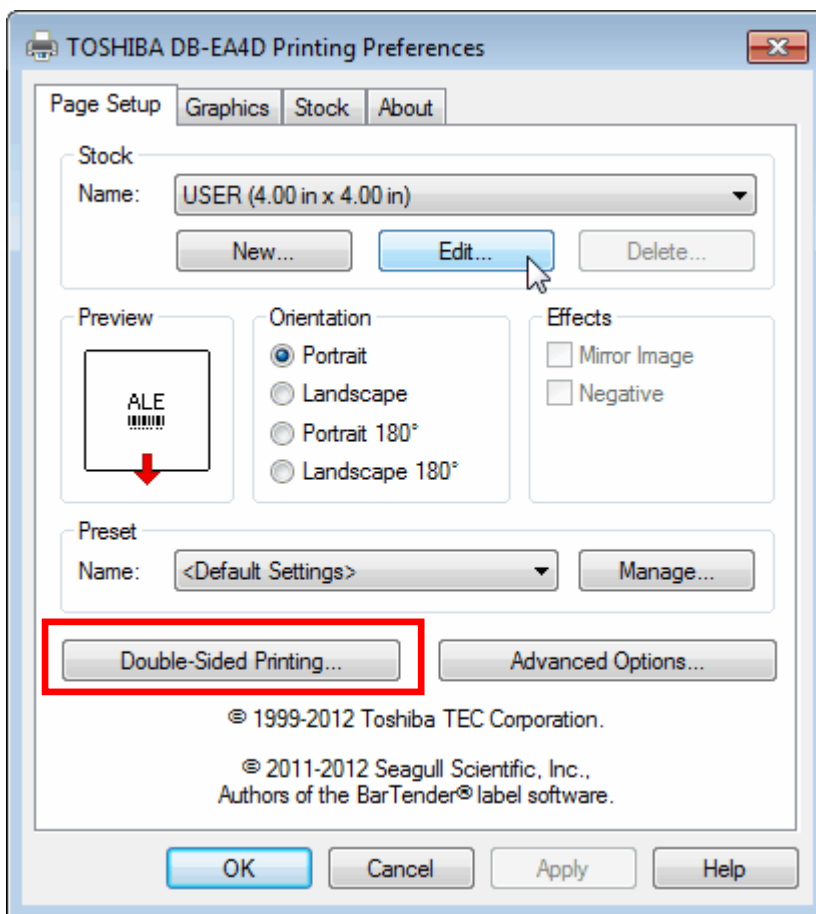 TOSHIBA DB-EA4D Printing Preferences
Page Setup Graphics Stock About
Stock
Name: USER (4.00 in x 4.00 in)
New... Edit... Delete...
Preview Orientation Effects
ALE
Portrait
Landscape
Portrait 180°
Landscape 180°
Mirror Image
Negative
Preset
Name: <Default Settings> Manage...
Double-Sided Printing... Advanced Options...
© 1999-2012 Toshiba TEC Corporation.
© 2011-2012 Seagull Scientific, Inc.,
Authors of the BarTender® label software.
OK Cancel Apply Help